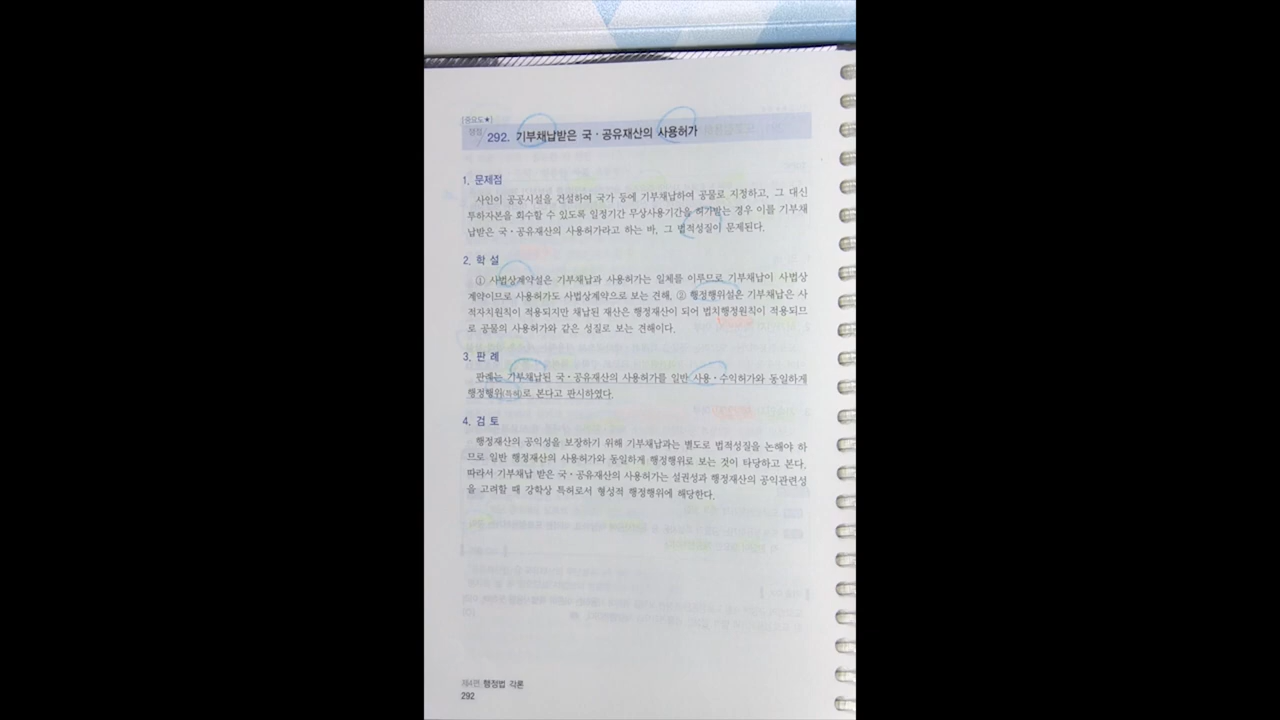 [중요도★]
쟁점
292. 기부채납받은 국·공유재산의 사용허가
1. 문제점
사인이 공공시설을 건설하여 국가 등에 기부채납하여 공물로 지정하고, 그 대신
투하자본을 회수할 수 있도록 일정기간 무상사용기간을 허가받는 경우 이를 기부채
납받은 국·공유재산의 사용허가라고 하는 바, 그 법적성질이 문제된다.
2. 학 설
① 사법상계약설은 기부채납과 사용허가는 일체를 이루므로 기부채납이 사법상
계약이므로 사용허가도 사법상계약으로 보는 견해, ② 행정행위설은 기부채납은 사
적자치원칙이 적용되지만 채납된 재산은 행정재산이 되어 법치행정원칙이 적용되므
로 공물의 사용허가와 같은 성질로 보는 견해이다.
3. 판 례
판례는 기부채납된 국·공유재산의 사용허가를 일반 사용·수익허가와 동일하게
행정행위(특허)로 본다고 판시하였다.
4. 검 토
행정재산의 공익성을 보장하기 위해 기부채납과는 별도로 법적성질을 논해야 하
므로 일반 행정재산의 사용허가와 동일하게 행정행위로 보는 것이 타당하고 본다.
따라서 기부채납 받은 국·공유재산의 사용허가는 설권성과 행정재산의 공익관련성
을 고려할 때 강학상 특허로서 형성적 행정행위에 해당한다.
제4편 행정법 각론
292